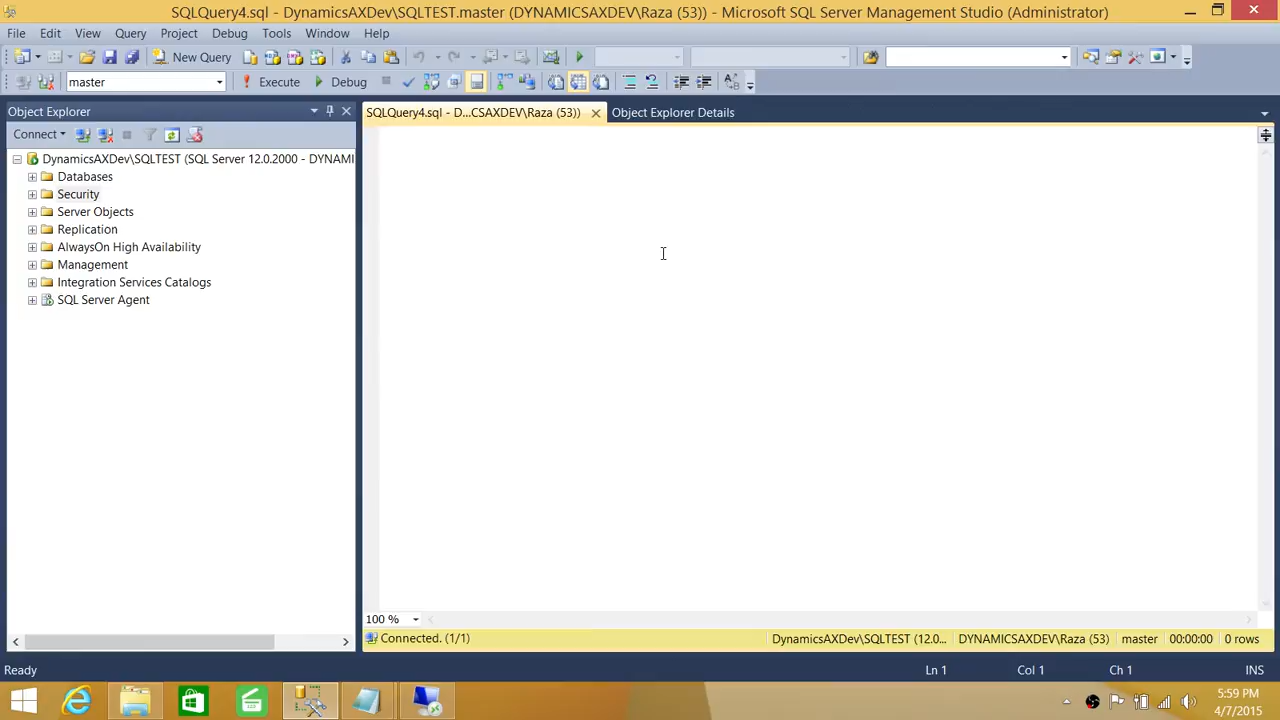 SQLQuery4.sql - DynamicsAXDev\SQLTEST.master (DYNAMICSAXDEV\Raza (53)) - Microsoft SQL Server Management Studio (Administrator)
File Edit View Query Project Debug Tools Window Help
New Query
master Execute Debug
Object Explorer
SQLQuery4.sql - D...CSAXDEV\Raza (53)) Object Explorer Details
Connect
DynamicsAXDev\SQLTEST (SQL Server 12.0.2000 - DYNAMI
Databases
Security
Server Objects
Replication
AlwaysOn High Availability
Management
Integration Services Catalogs
SQL Server Agent
100 %
Connected. (1/1) DynamicsAXDev\SQLTEST (12.0... DYNAMICSAXDEV\Raza (53) master 00:00:00 0 rows
Ready Ln 1 Col 1 Ch 1 INS
5:59 PM
4/7/2015